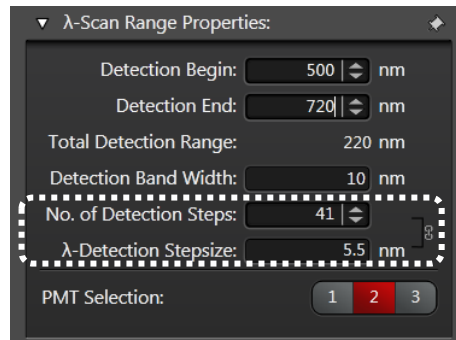 ▼ λ-Scan Range Properties:
Detection Begin: 500 nm
Detection End: 720 nm
Total Detection Range: 220 nm
Detection Band Width: 10 nm
No. of Detection Steps: 41
λ-Detection Stepsize: 5.5 nm
PMT Selection: 1 2 3